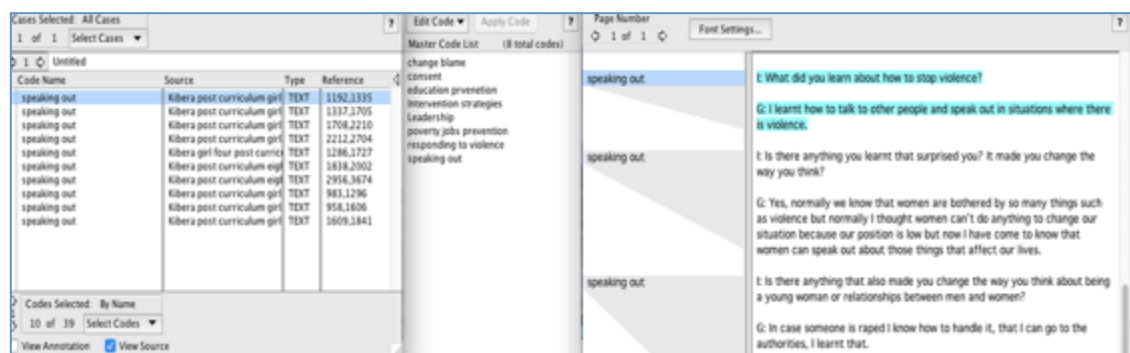 Cases Selected: All Cases
?
1 of 1 Select Cases
1 Untitled
Code Name Source Type Reference
speaking out Kibera post curriculum girl TEXT 1192,1335
speaking out Kibera post curriculum girl TEXT 1337,1705
speaking out Kibera post curriculum girl TEXT 1708,2210
speaking out Kibera post curriculum girl TEXT 2212,2704
speaking out Kibera girl four post curric TEXT 1286,1727
speaking out Kibera post curriculum eigl TEXT 1838,2002
speaking out Kibera post curriculum eigl TEXT 2956,3674
speaking out Kibera post curriculum girl TEXT 983,1296
speaking out Kibera post curriculum girl TEXT 958,1606
speaking out Kibera post curriculum girl TEXT 1609,1841
Codes Selected: By Name
10 of 39 Select Codes
View Annotation View Source
Edit Code Apply Code ?
Master Code List (8 total codes)
change blame
consent
education prvenetion
Intervention strategies
Leadership
poverty jobs prevention
responding to violence
speaking out
Page Number
1 of 1 Font Settings... ?
speaking out
speaking out
speaking out
I: What did you learn about how to stop violence?
G: I learnt how to talk to other people and speak out in situations where there
is violence.
I: Is there anything you learnt that surprised you? It made you change the
way you think?
G: Yes, normally we know that women are bothered by so many things such
as violence but normally I thought women can't do anything to change our
situation because our position is low but now I have come to know that
women can speak out about those things that affect our lives.
I: Is there anything that also made you change the way you think about being
a young woman or relationships between men and women?
G: In case someone is raped I know how to handle it, that I can go to the
authorities, I learnt that.